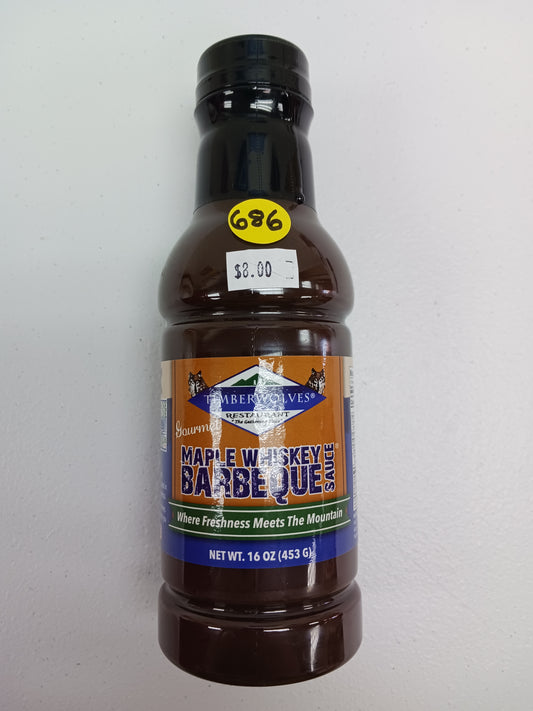 686
$8.00
TIMBERWOLVES®
RESTAURANT
Gourmet
MAPLE WHISKEY
BARBEQUE
SAUCE
Where Freshness Meets The Mountain
NET WT. 16 OZ (453 G)